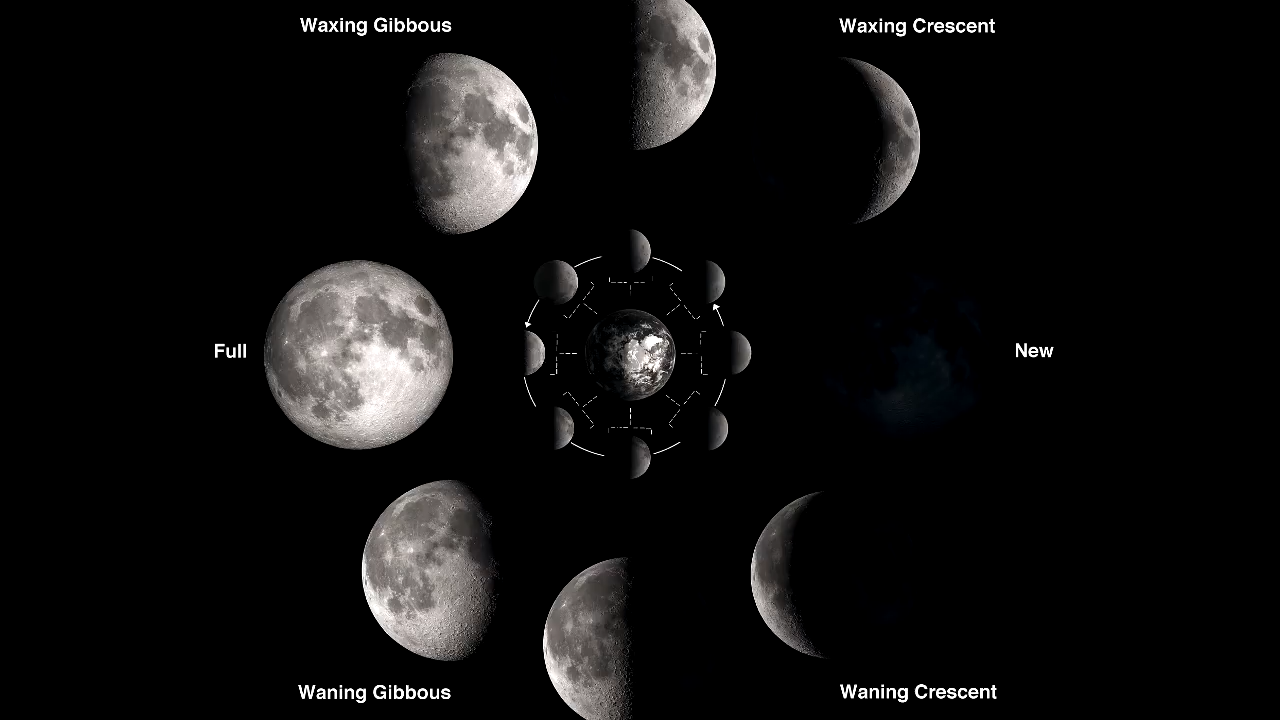 Waxing Gibbous
Waxing Crescent
Full
New
Waning Gibbous
Waning Crescent